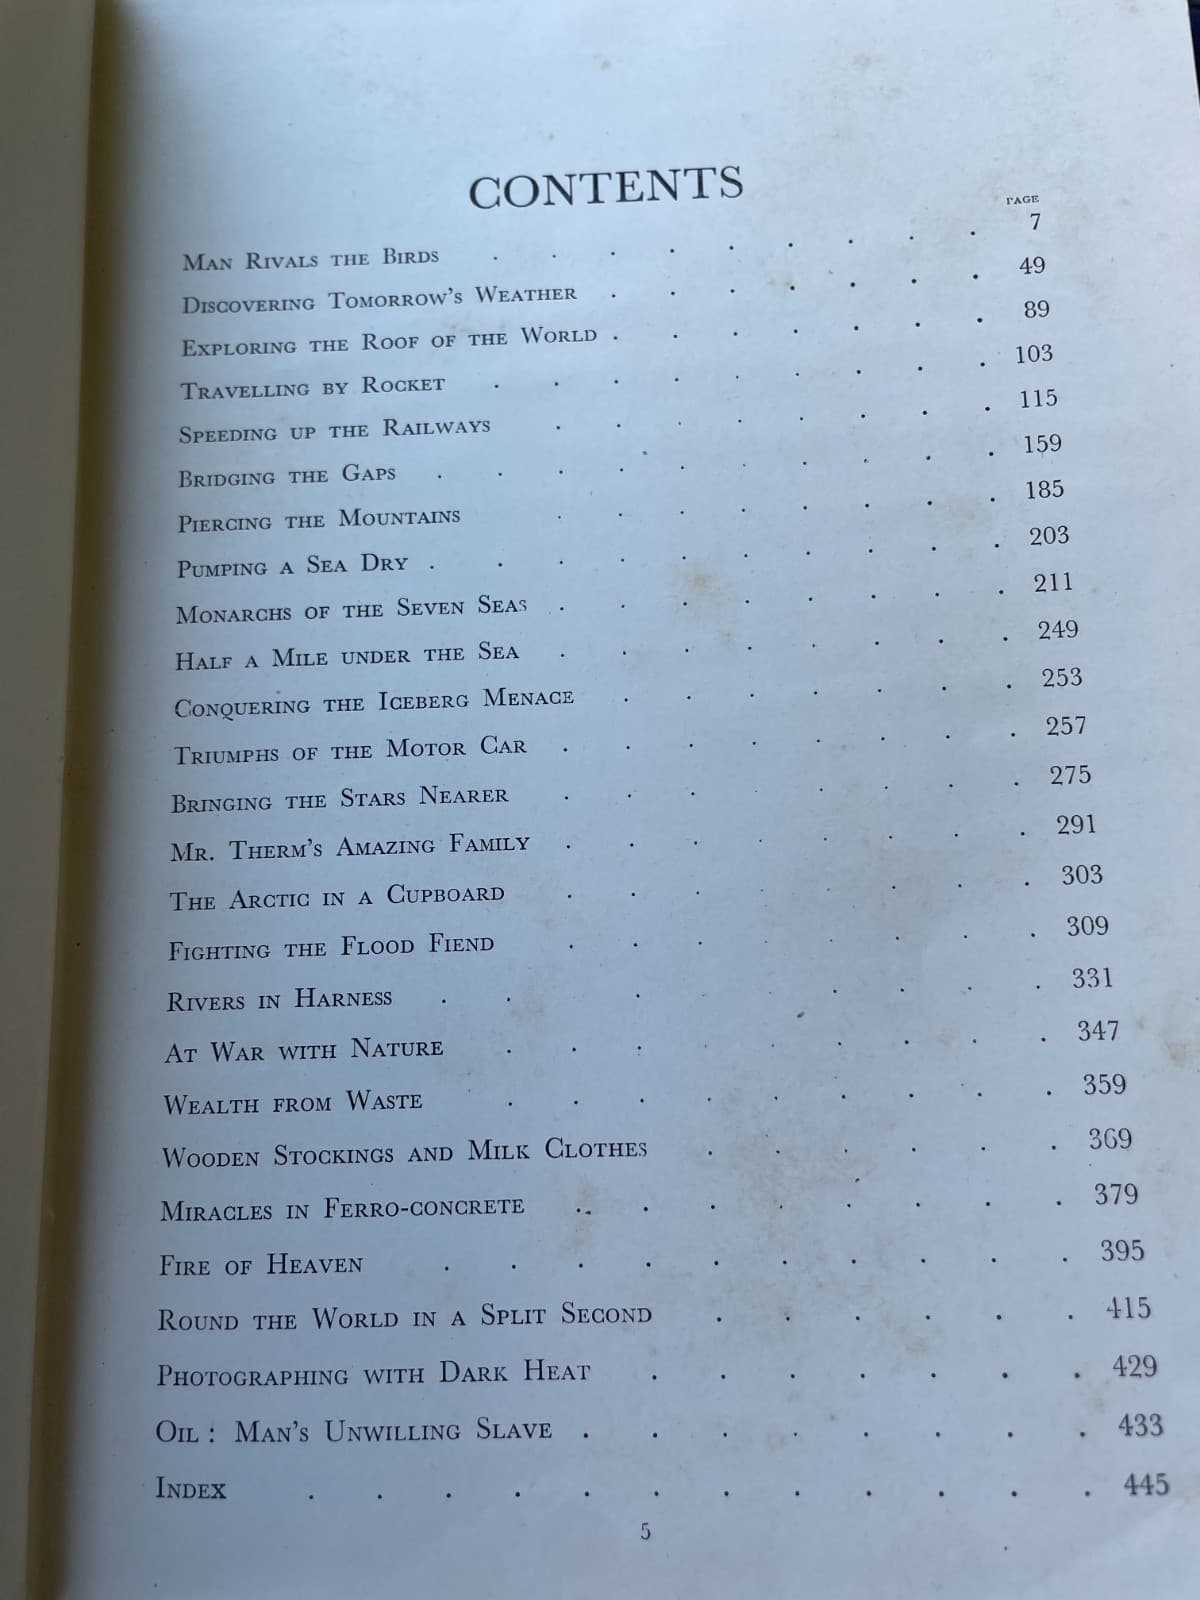 CONTENTS
PAGE
Man Rivals the Birds . . . . . . . . . 7
Discovering Tomorrow's Weather . . . . . . . 49
Exploring the Roof of the World . . . . . . . 89
Travelling by Rocket . . . . . . . . . 103
Speeding up the Railways . . . . . . . . 115
Bridging the Gaps . . . . . . . . . . 159
Piercing the Mountains . . . . . . . . 185
Pumping a Sea Dry . . . . . . . . . . 203
Monarchs of the Seven Seas . . . . . . . . 211
Half a Mile under the Sea . . . . . . . . 249
Conquering the Iceberg Menace . . . . . . . 253
Triumphs of the Motor Car . . . . . . . . 257
Bringing the Stars Nearer . . . . . . . 275
Mr. Therm's Amazing Family . . . . . . . . 291
The Arctic in a Cupboard . . . . . . . . 303
Fighting the Flood Fiend . . . . . . . . 309
Rivers in Harness . . . . . . . . 331
At War with Nature . . . . . . . . . 347
Wealth from Waste . . . . . . . . . 359
Wooden Stockings and Milk Clothes . . . . . . 369
Miracles in Ferro-concrete . . . . . . . . . 379
Fire of Heaven . . . . . . . . . . 395
Round the World in a Split Second . . . . . . 415
Photographing with Dark Heat . . . . . . . 429
Oil : Man's Unwilling Slave . . . . . . . . 433
Index . . . . . . . . . . . . 445
5